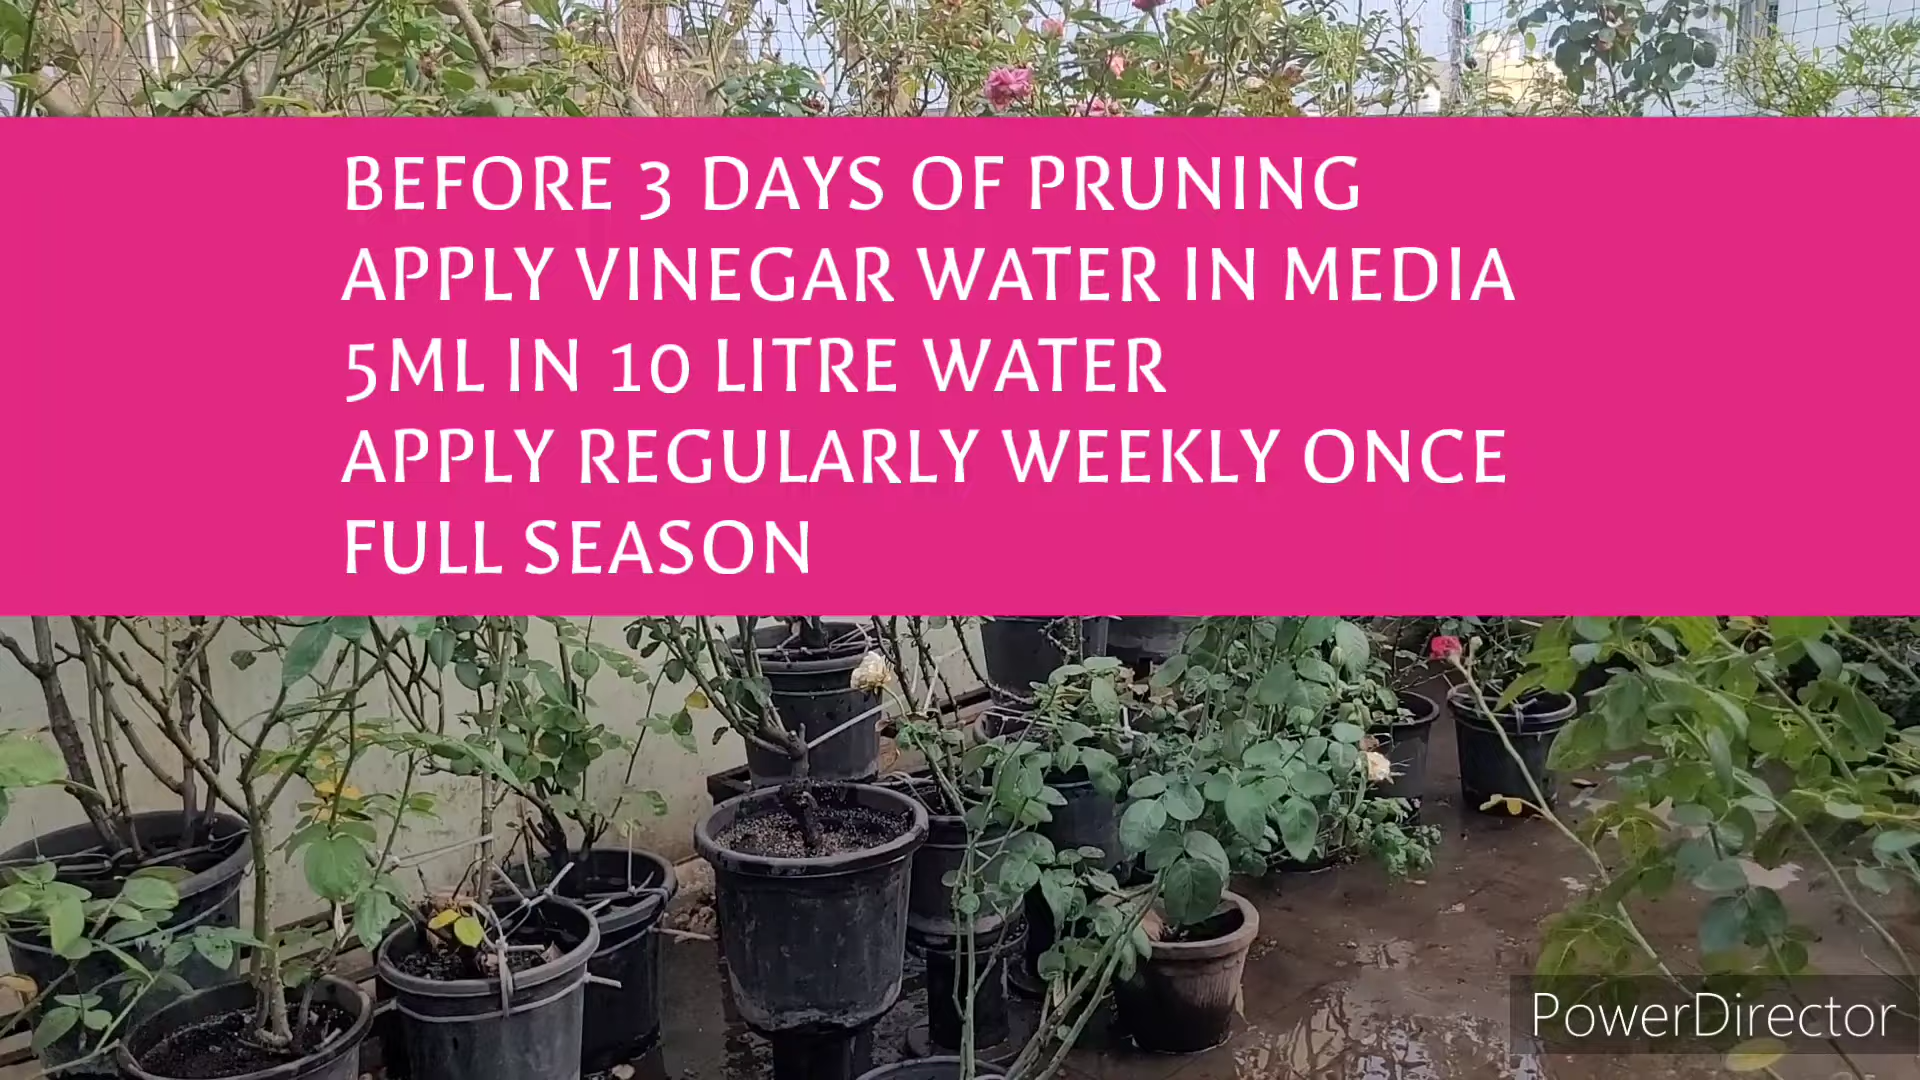 BEFORE 3 DAYS OF PRUNING
APPLY VINEGAR WATER IN MEDIA
5ML IN 10 LITRE WATER
APPLY REGULARLY WEEKLY ONCE
FULL SEASON
PowerDirector